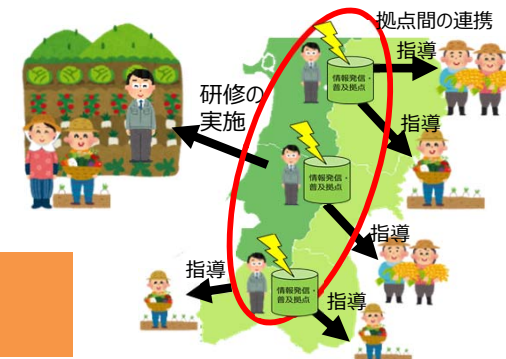 拠点間の連携
指導
研修の
実施
情報発信・
普及拠点
指導
情報発信・
普及拠点
指導
指導
情報発信・
普及拠点
指導